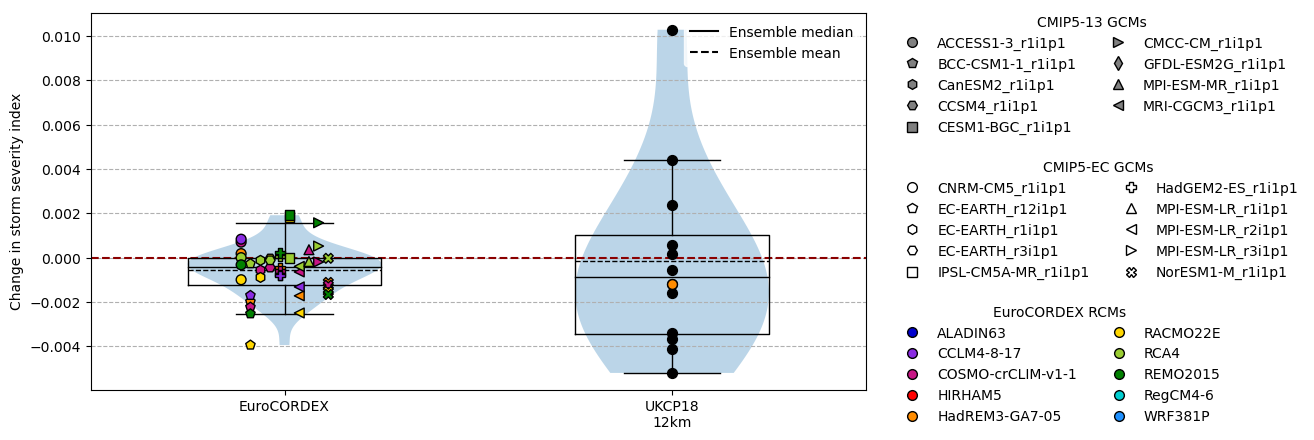 Change in storm severity index
0.010
0.008
0.006
0.004
0.002
0.000
−0.002
−0.004
Ensemble median
Ensemble mean
EuroCORDEX
UKCP18
12km
CMIP5-13 GCMs
ACCESS1-3_r1i1p1
CMCC-CM_r1i1p1
BCC-CSM1-1_r1i1p1
GFDL-ESM2G_r1i1p1
CanESM2_r1i1p1
MPI-ESM-MR_r1i1p1
CCSM4_r1i1p1
MRI-CGCM3_r1i1p1
CESM1-BGC_r1i1p1
CMIP5-EC GCMs
CNRM-CM5_r1i1p1
HadGEM2-ES_r1i1p1
EC-EARTH_r12i1p1
MPI-ESM-LR_r1i1p1
EC-EARTH_r1i1p1
MPI-ESM-LR_r2i1p1
EC-EARTH_r3i1p1
MPI-ESM-LR_r3i1p1
IPSL-CM5A-MR_r1i1p1
NorESM1-M_r1i1p1
EuroCORDEX RCMs
ALADIN63
RACMO22E
CCLM4-8-17
RCA4
COSMO-crCLIM-v1-1
REMO2015
HIRHAM5
RegCM4-6
HadREM3-GA7-05
WRF381P